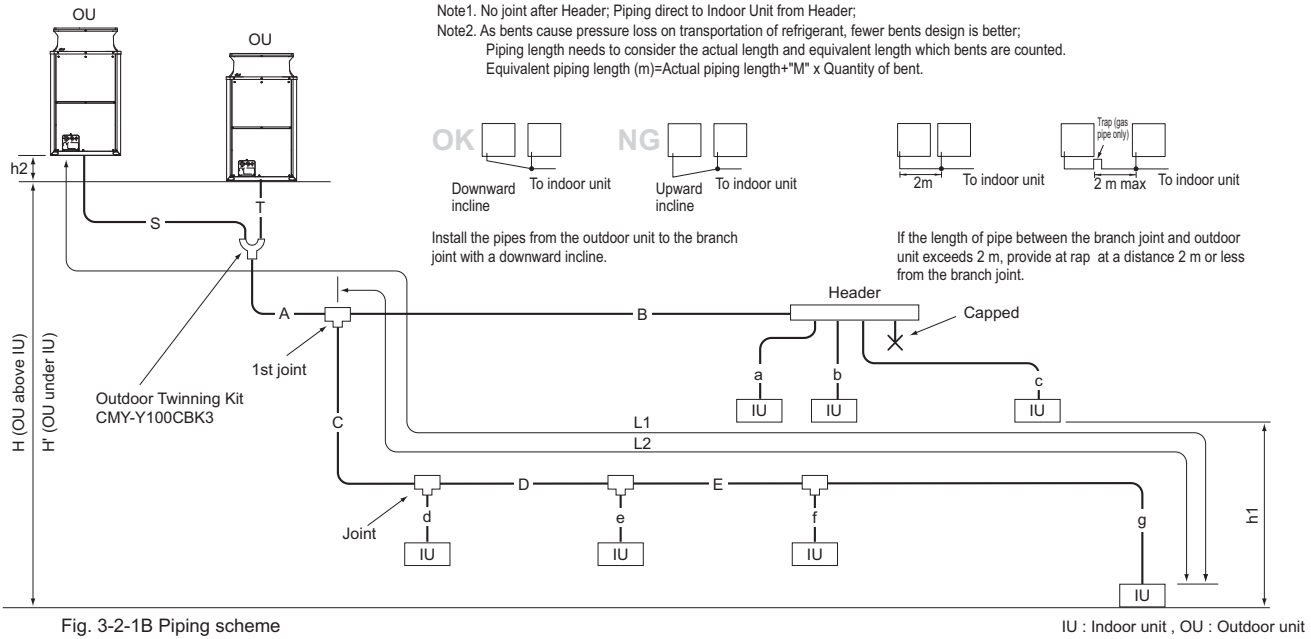 OU
OU
Note1. No joint after Header; Piping direct to Indoor Unit from Header;
Note2. As bents cause pressure loss on transportation of refrigerant, fewer bents design is better;
Piping length needs to consider the actual length and equivalent length which bents are counted.
Equivalent piping length (m)=Actual piping length+"M" x Quantity of bent.
OK
Downward
incline
To indoor unit
NG
Upward
incline
To indoor unit
2m
To indoor unit
Trap (gas
pipe only)
2 m max
To indoor unit
Install the pipes from the outdoor unit to the branch
joint with a downward incline.
If the length of pipe between the branch joint and outdoor
unit exceeds 2 m, provide at rap at a distance 2 m or less
from the branch joint.
h2
S
T
A
B
Header
Capped
1st joint
Outdoor Twinning Kit
CMY-Y100CBK3
H (OU above IU)
H' (OU under IU)
a
b
c
IU
IU
IU
C
L1
L2
D
E
Joint
d
e
f
g
h1
IU
IU
IU
IU
Fig. 3-2-1B Piping scheme
IU : Indoor unit , OU : Outdoor unit